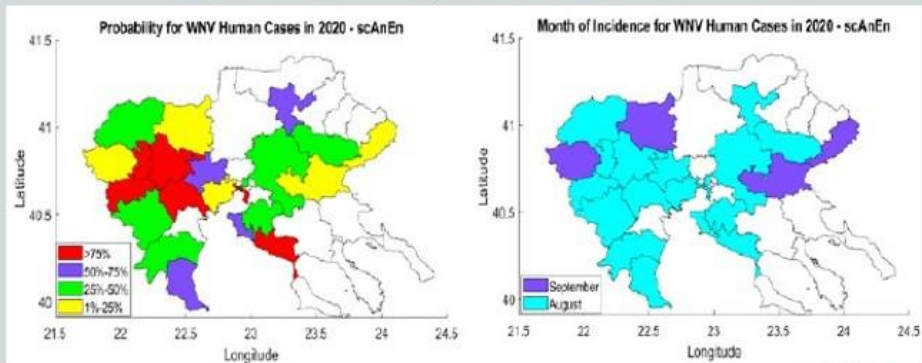 Probability for WNV Human Cases in 2020 - scAnEn
41.5
41
40.5
40
Latitude
>75%
50%-75%
25%-50%
1%-25%
21.5 22 22.5 23 23.5 24 24.5
Longitude
Month of Incidence for WNV Human Cases in 2020 - scAnEn
41.5
41
40.5
40
Latitude
September
August
21.5 22 22.5 23 23.5 24 24.5
Longitude